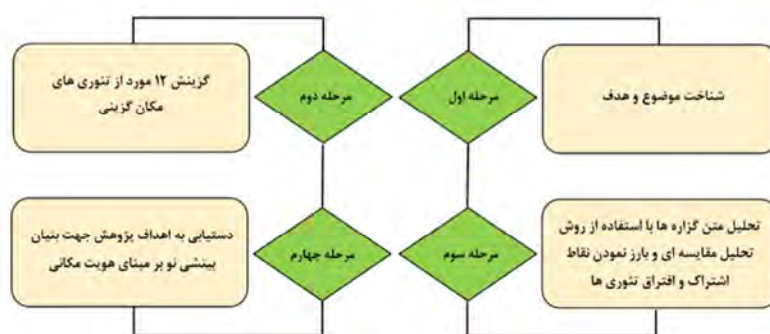 شناخت موضوع و هدف
مرحله اول
مرحله دوم
گزینش ۱۲ مورد از تئوری های
مکان گزینی
تحلیل متن گزاره ها با استفاده از روش
تحلیل مقایسه ای و بارز نمودن نقاط
اشتراک و افتراق تئوری ها
مرحله سوم
مرحله چهارم
دستیابی به اهداف پژوهش جهت بنیان
بینشی نو بر مبنای هویت مکانی